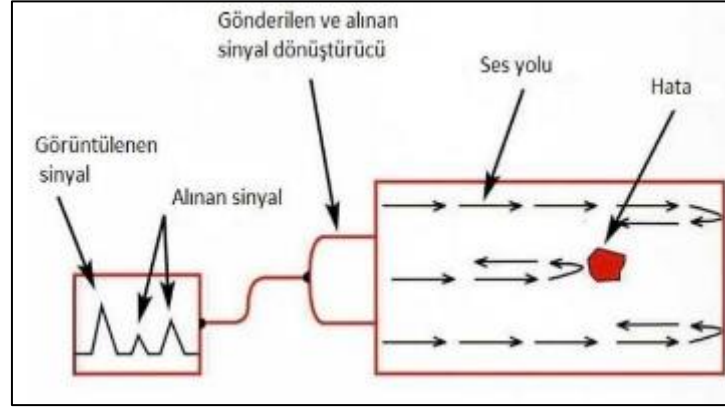 Gönderilen ve alınan
sinyal dönüştürücü
Ses yolu
Hata
Görüntülenen
sinyal
Alınan sinyal